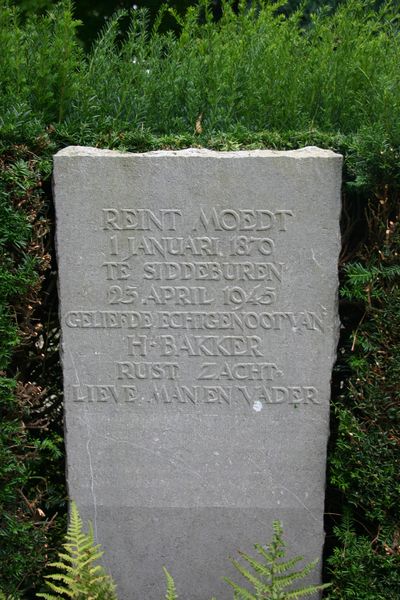 REINT MOEDT
1 JANUARI 1870
TE SIDDEBUREN
23 APRIL 1945
GELIEFDE ECHTGENOOT VAN
H•BAKKER
RUST ZACHT-
LIEVE MAN EN VADER